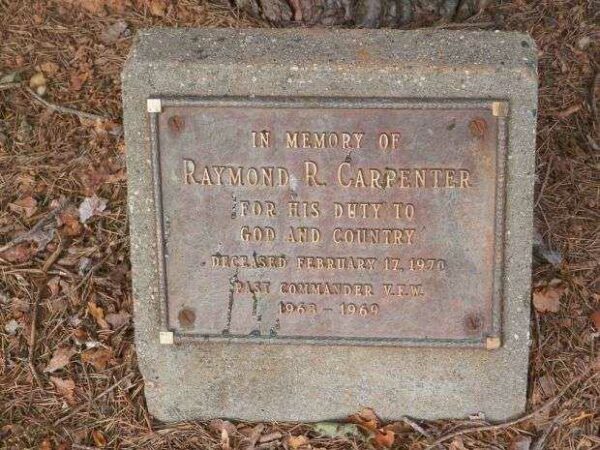 IN MEMORY OF
RAYMOND R. CARPENTER
FOR HIS DUTY TO
GOD AND COUNTRY
DECEASED FEBRUARY 17, 1970
PAST COMMANDER V.F.W.
1968 - 1969